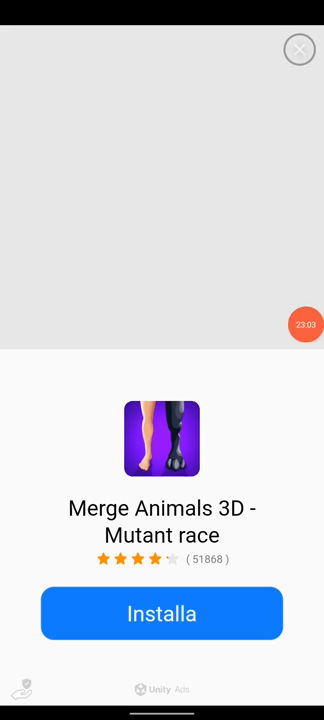 23:03
Merge Animals 3D -
Mutant race
( 51868 )
Installa
Unity Ads